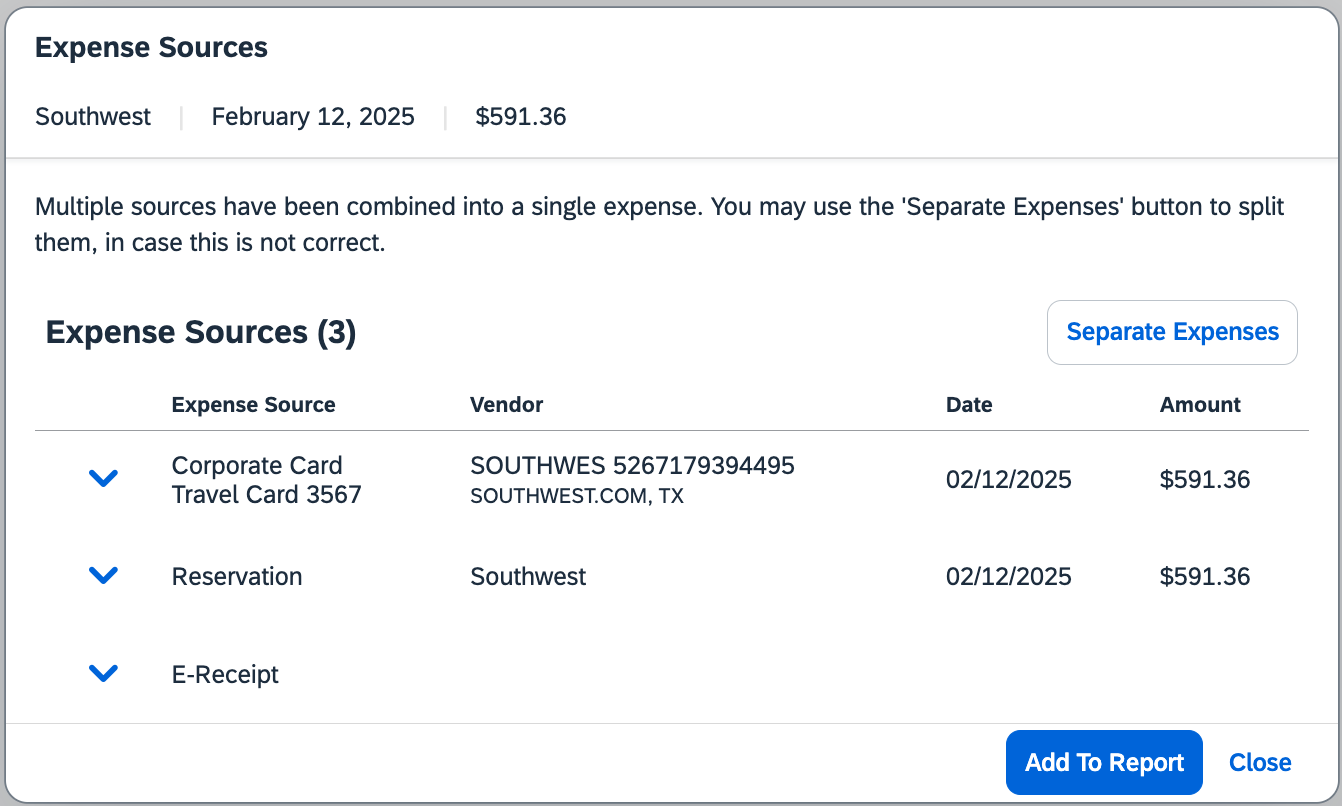 Expense Sources
Southwest | February 12, 2025 | $591.36
Multiple sources have been combined into a single expense. You may use the 'Separate Expenses' button to split
them, in case this is not correct.
Expense Sources (3)
Separate Expenses
Expense Source Vendor Date Amount
Corporate Card SOUTHWES 5267179394495 02/12/2025 $591.36
Travel Card 3567 SOUTHWEST.COM, TX
Reservation Southwest 02/12/2025 $591.36
E-Receipt
Add To Report Close